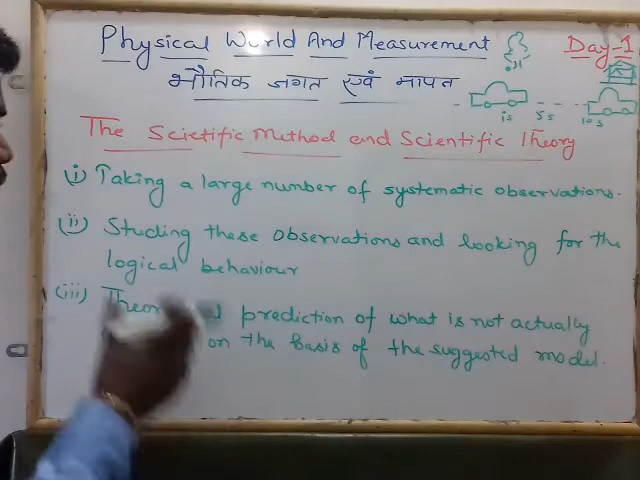 Physical World And Measurement
Day-1
भौतिक जगत एवं मापन
1s 5s 10s
The Scietific Method and Scientific Theory
(i) Taking a large number of systematic observations.
(ii) Studing these observations and looking for the
logical behaviour
(iii) prediction of what is not actually
on the basis of the suggested model.